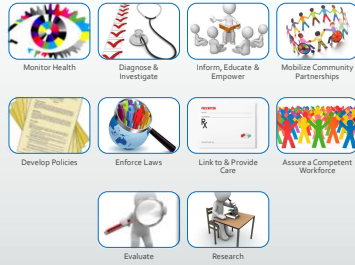 Monitor Health
Diagnose &
Investigate
Inform, Educate &
Empower
Mobilize Community
Partnerships
Develop Policies
Enforce Laws
Link to & Provide
Care
Assure a Competent
Workforce
Evaluate
Research